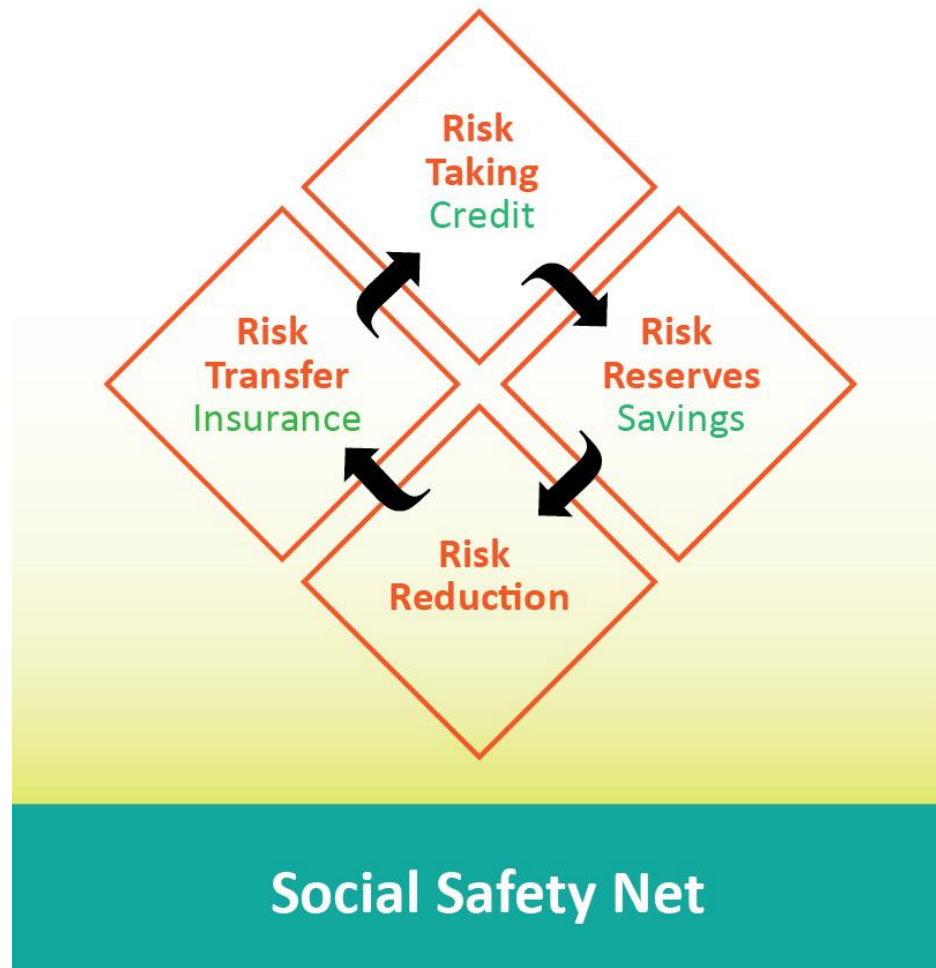 Risk
Taking
Credit
Risk
Transfer
Insurance
Risk
Reserves
Savings
Risk
Reduction
Social Safety Net